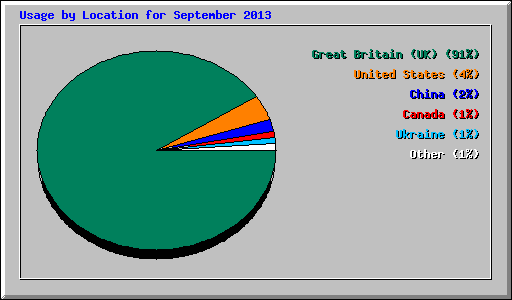 Usage by Location for September 2013
Great Britain (UK) (91%)
United States (4%)
China (2%)
Canada (1%)
Ukraine (1%)
Other (1%)